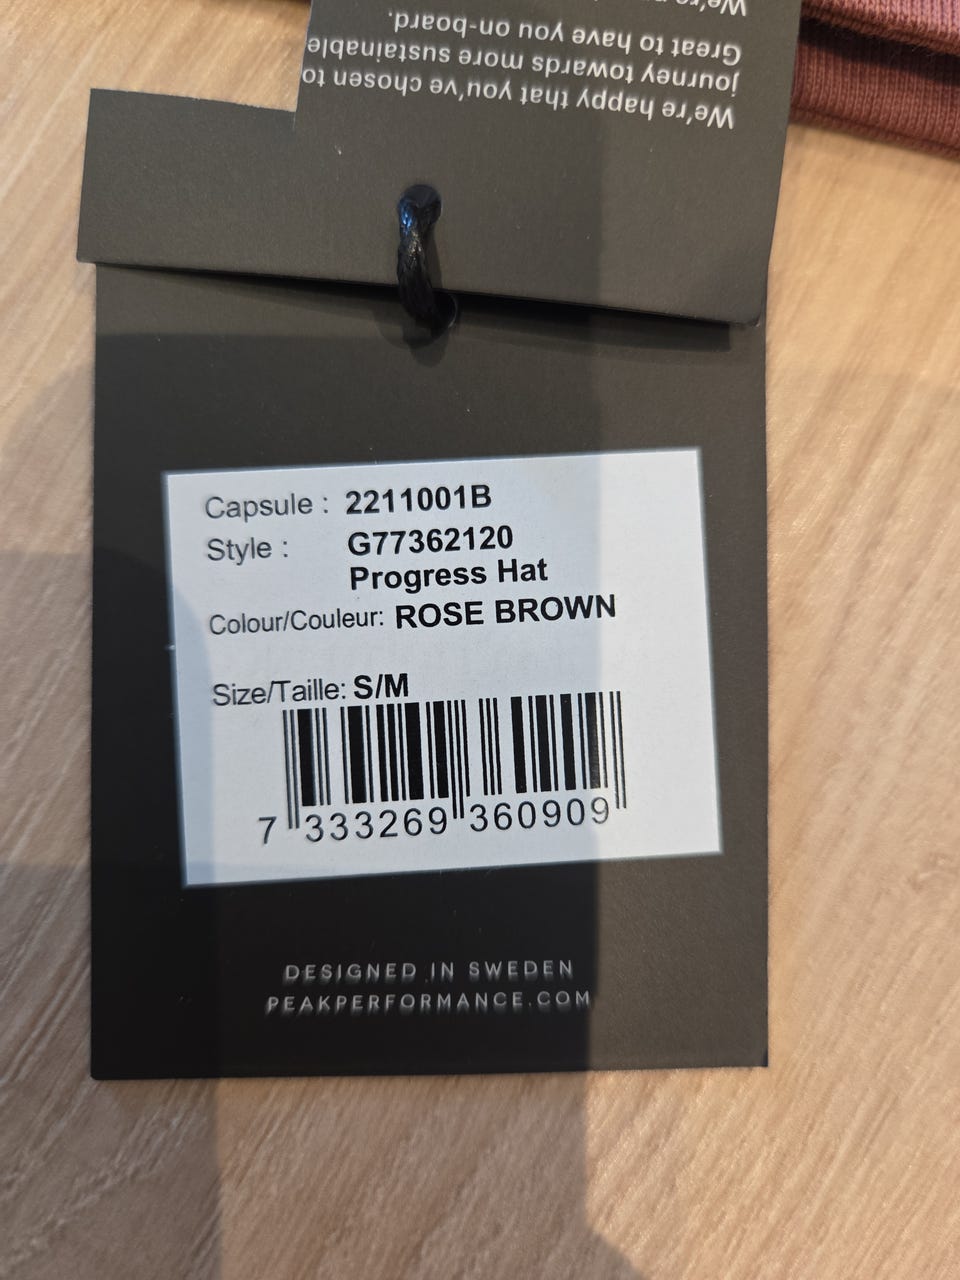 We're happy that you've chosen to
journey towards more sustainable
Great to have you on-board.
We're
Capsule : 2211001B
Style : G77362120
Progress Hat
Colour/Couleur: ROSE BROWN
Size/Taille: S/M
7 333269 360909
DESIGNED IN SWEDEN
PEAKPERFORMANCE.COM